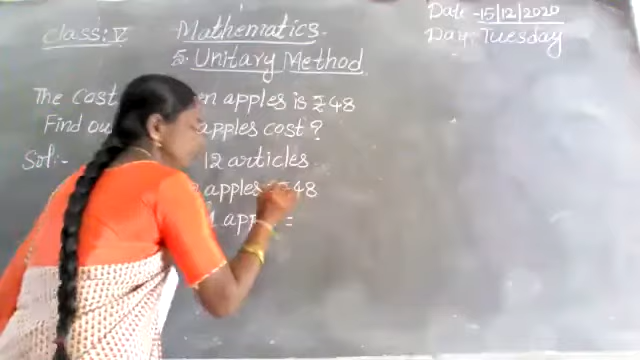 Class: V Mathematics. Date -15/12/2020
5. Unitary Method Day: Tuesday
The Cost en apples is ₹48
Find ou apples cost?
Sol:- 12 articles
apples 48
1 app =